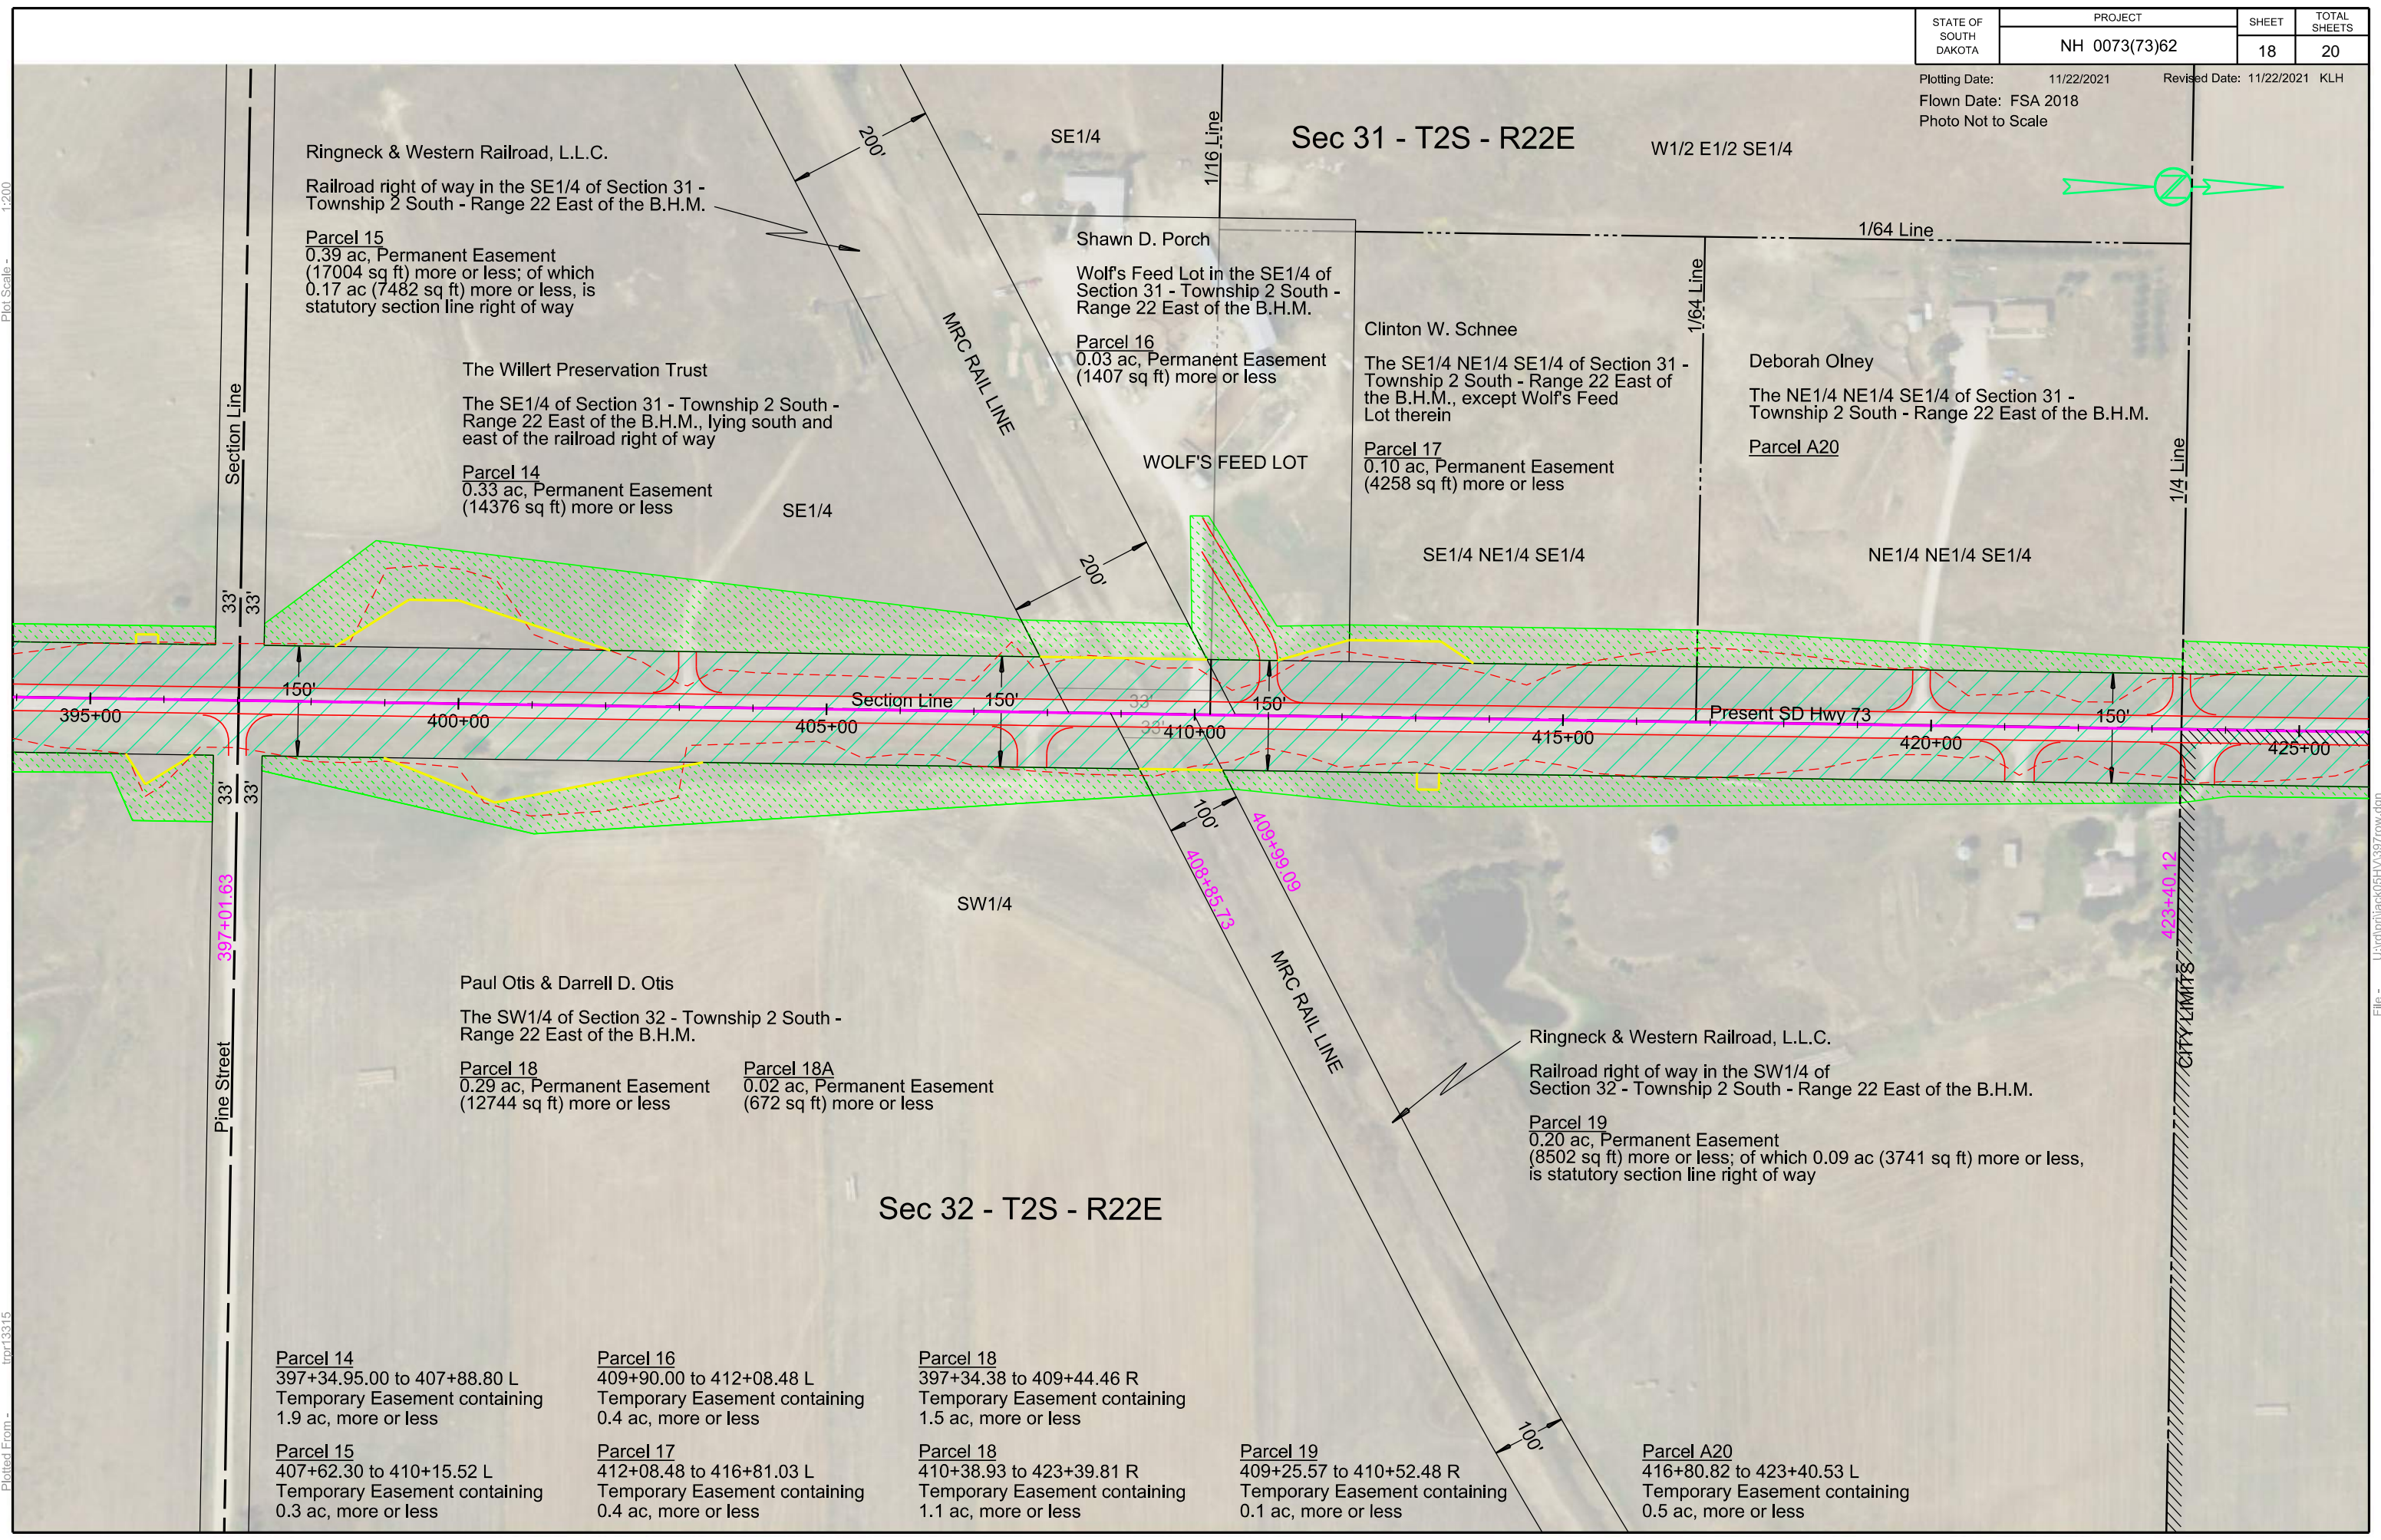 STATE OF
SOUTH
DAKOTA
PROJECT
NH 0073(73)62
SHEET
18
TOTAL
SHEETS
20
Plotting Date: 11/22/2021
Revised Date: 11/22/2021 KLH
Flown Date: FSA 2018
Photo Not to Scale
Sec 31 - T2S - R22E
SE1/4
W1/2 E1/2 SE1/4
1/16 Line
1/64 Line
1/64 Line
1/4 Line
200'
Ringneck & Western Railroad, L.L.C.
Railroad right of way in the SE1/4 of Section 31 -
Township 2 South - Range 22 East of the B.H.M.
Parcel 15
0.39 ac, Permanent Easement
(17004 sq ft) more or less; of which
0.17 ac (7482 sq ft) more or less, is
statutory section line right of way
The Willert Preservation Trust
The SE1/4 of Section 31 - Township 2 South -
Range 22 East of the B.H.M., lying south and
east of the railroad right of way
Parcel 14
0.33 ac, Permanent Easement
(14376 sq ft) more or less
SE1/4
MRC RAIL LINE
Shawn D. Porch
Wolf's Feed Lot in the SE1/4 of
Section 31 - Township 2 South -
Range 22 East of the B.H.M.
Parcel 16
0.03 ac, Permanent Easement
(1407 sq ft) more or less
WOLF'S FEED LOT
Clinton W. Schnee
The SE1/4 NE1/4 SE1/4 of Section 31 -
Township 2 South - Range 22 East of
the B.H.M., except Wolf's Feed
Lot therein
Parcel 17
0.10 ac, Permanent Easement
(4258 sq ft) more or less
SE1/4 NE1/4 SE1/4
Deborah Olney
The NE1/4 NE1/4 SE1/4 of Section 31 -
Township 2 South - Range 22 East of the B.H.M.
Parcel A20
NE1/4 NE1/4 SE1/4
Section Line
33'
33'
200'
150'
Section Line
150'
33'
33'
150'
Present SD Hwy 73
150'
395+00
400+00
405+00
410+00
415+00
420+00
425+00
33'
33'
100'
397+01.63
408+85.73
409+99.09
423+40.12
SW1/4
MRC RAIL LINE
CITY LIMITS
Pine Street
Paul Otis & Darrell D. Otis
The SW1/4 of Section 32 - Township 2 South -
Range 22 East of the B.H.M.
Parcel 18
0.29 ac, Permanent Easement
(12744 sq ft) more or less
Parcel 18A
0.02 ac, Permanent Easement
(672 sq ft) more or less
Ringneck & Western Railroad, L.L.C.
Railroad right of way in the SW1/4 of
Section 32 - Township 2 South - Range 22 East of the B.H.M.
Parcel 19
0.20 ac, Permanent Easement
(8502 sq ft) more or less; of which 0.09 ac (3741 sq ft) more or less,
is statutory section line right of way
Sec 32 - T2S - R22E
100'
Parcel 14
397+34.95.00 to 407+88.80 L
Temporary Easement containing
1.9 ac, more or less
Parcel 16
409+90.00 to 412+08.48 L
Temporary Easement containing
0.4 ac, more or less
Parcel 18
397+34.38 to 409+44.46 R
Temporary Easement containing
1.5 ac, more or less
Parcel 15
407+62.30 to 410+15.52 L
Temporary Easement containing
0.3 ac, more or less
Parcel 17
412+08.48 to 416+81.03 L
Temporary Easement containing
0.4 ac, more or less
Parcel 18
410+38.93 to 423+39.81 R
Temporary Easement containing
1.1 ac, more or less
Parcel 19
409+25.57 to 410+52.48 R
Temporary Easement containing
0.1 ac, more or less
Parcel A20
416+80.82 to 423+40.53 L
Temporary Easement containing
0.5 ac, more or less
Plot Scale - 1:200
Plotted From - trpr13315
File -